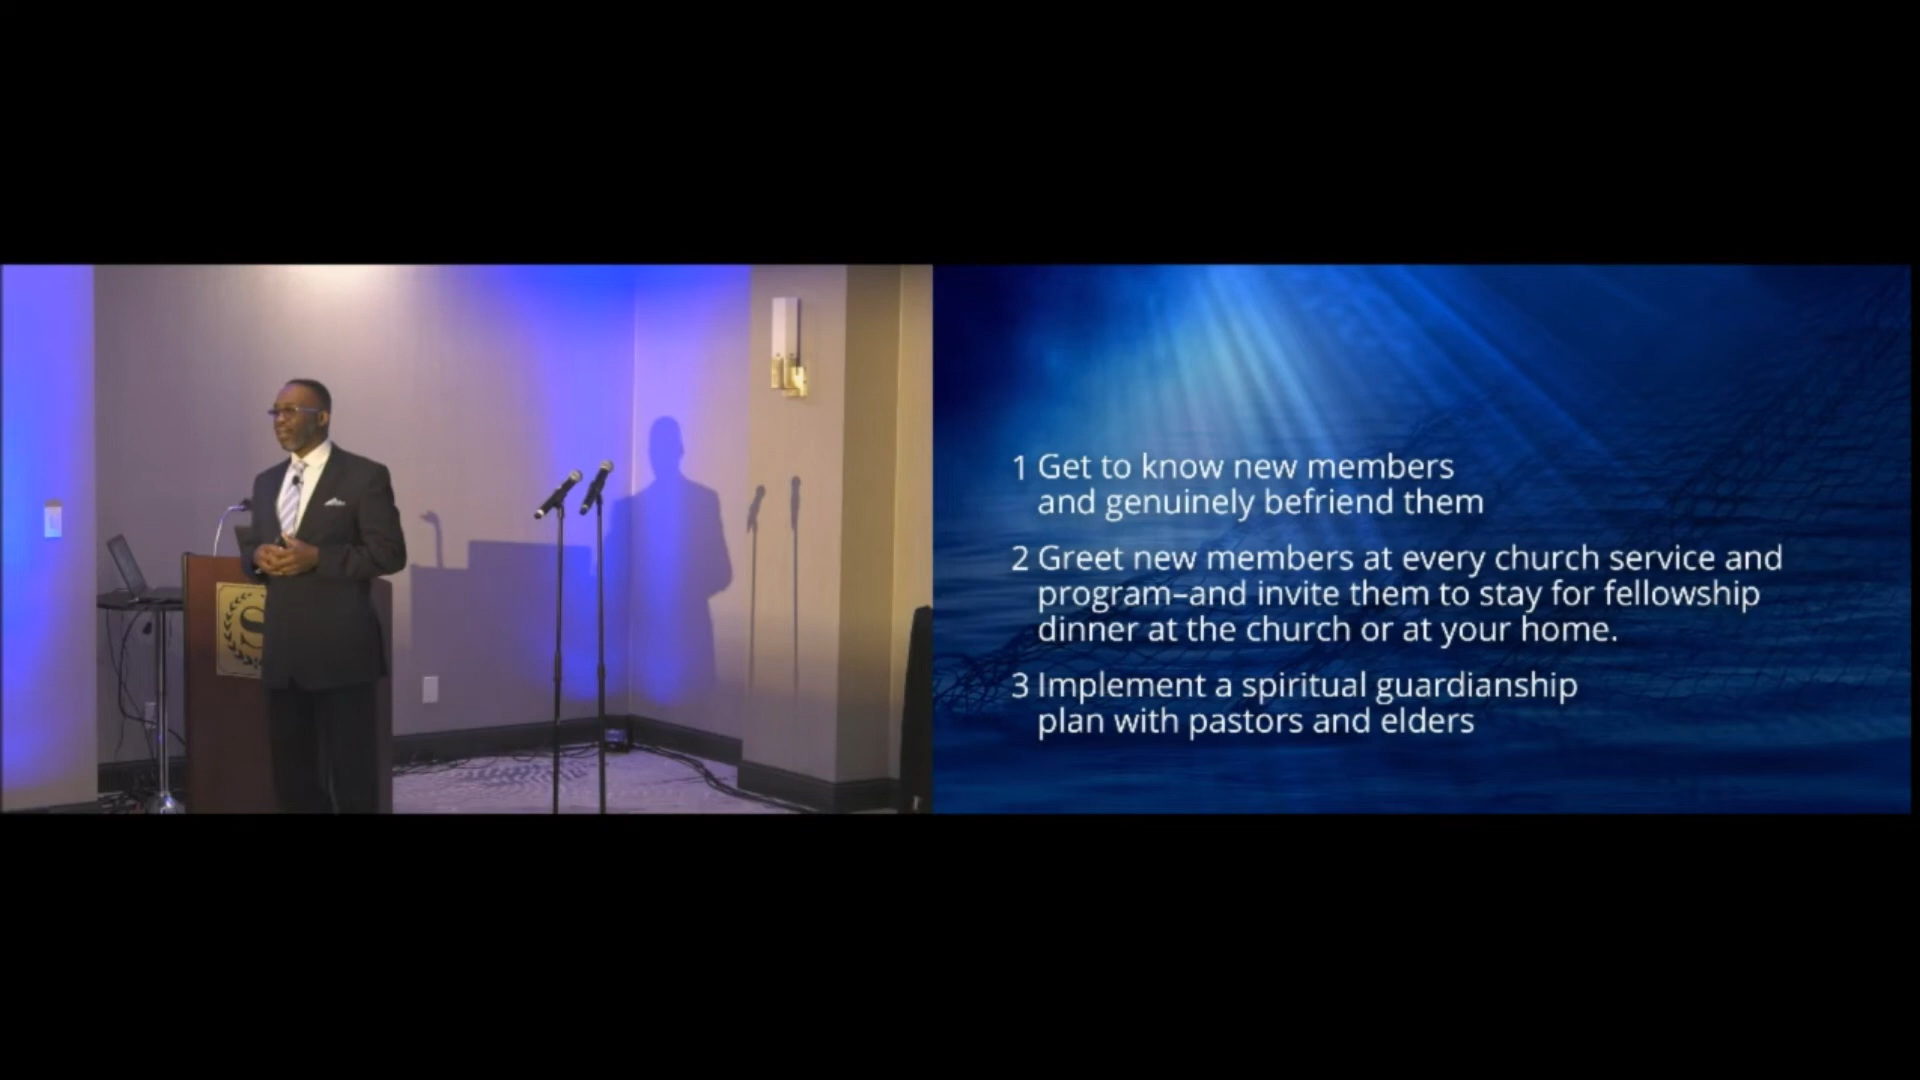 S
1 Get to know new members
and genuinely befriend them
2 Greet new members at every church service and
program–and invite them to stay for fellowship
dinner at the church or at your home.
3 Implement a spiritual guardianship
plan with pastors and elders